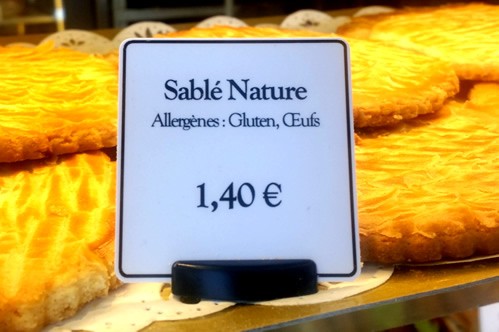 Sablé Nature
Allergènes : Gluten, Œufs
1,40 €